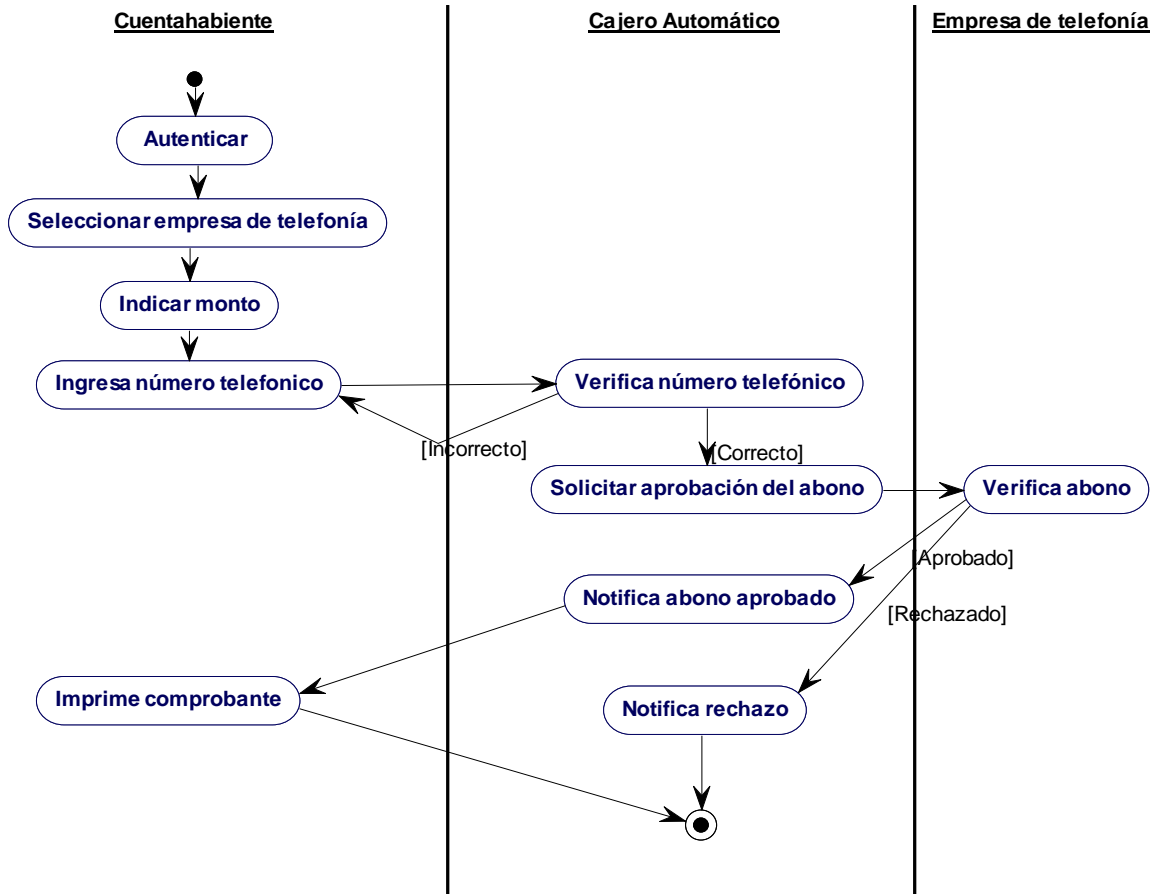 Cuentahabiente
Cajero Automático
Empresa de telefonía
Autenticar
Seleccionar empresa de telefonía
Indicar monto
Ingresa número telefonico
Verifica número telefónico
[Incorrecto]
[Correcto]
Solicitar aprobación del abono
Verifica abono
[Aprobado]
Notifica abono aprobado
[Rechazado]
Imprime comprobante
Notifica rechazo